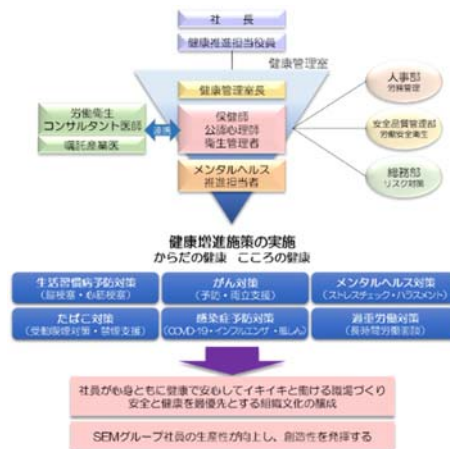 社 長
健康推進担当役員
健康管理室
健康管理室長
労働衛生
コンサルタント医師
嘱託産業医
連携
保健師
公認心理師
衛生管理者
メンタルヘルス
推進担当者
人事部
労務管理
安全品質管理部
労働安全衛生
総務部
リスク対策
健康増進施策の実施
からだの健康 こころの健康
生活習慣病予防対策
(脳梗塞・心筋梗塞)
がん対策
(予防・両立支援)
メンタルヘルス対策
(ストレスチェック・ハラスメント)
たばこ対策
(受動喫煙対策・禁煙支援)
感染症予防対策
(COVID-19・インフルエンザ・風しん)
過重労働対策
(長時間労働面談)
社員が心身ともに健康で安心してイキイキと働ける職場づくり
安全と健康を最優先とする組織文化の醸成
SEMグループ社員の生産性が向上し、創造性を発揮する